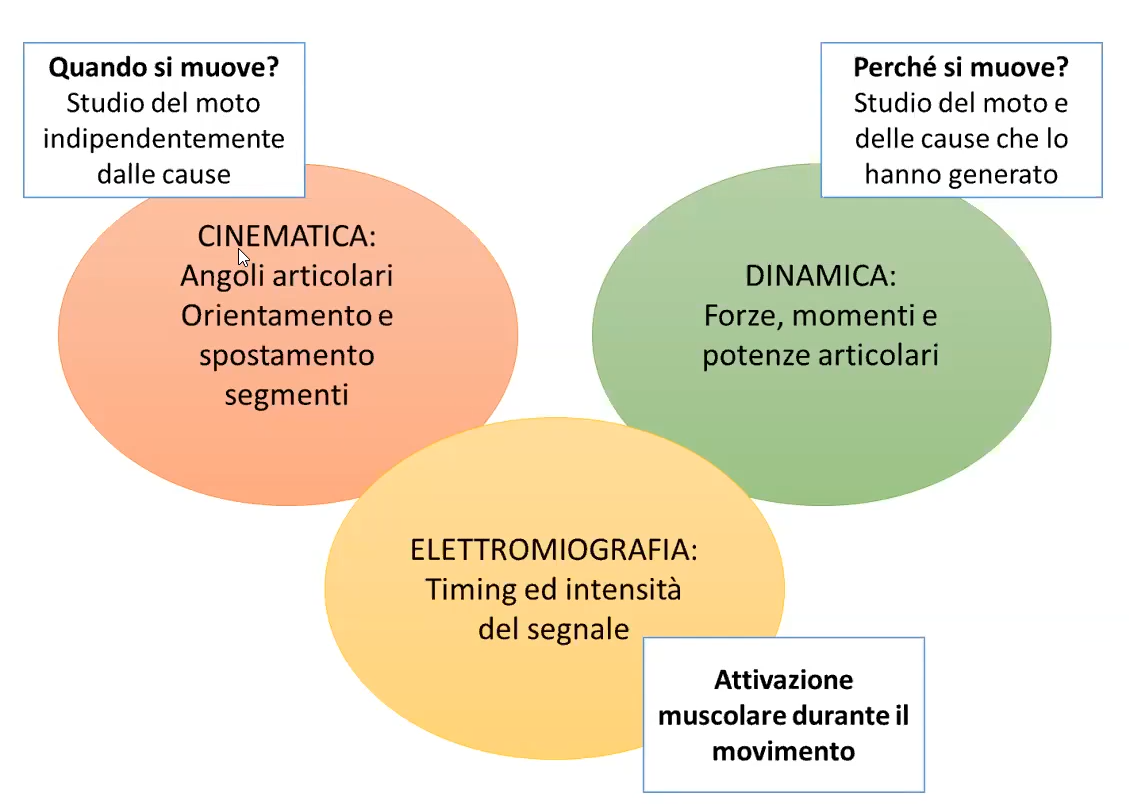 Quando si muove?
Studio del moto
indipendentemente
dalle cause
Perché si muove?
Studio del moto e
delle cause che lo
hanno generato
CINEMATICA:
Angoli articolari
Orientamento e
spostamento
segmenti
DINAMICA:
Forze, momenti e
potenze articolari
ELETTROMIOGRAFIA:
Timing ed intensità
del segnale
Attivazione
muscolare durante il
movimento